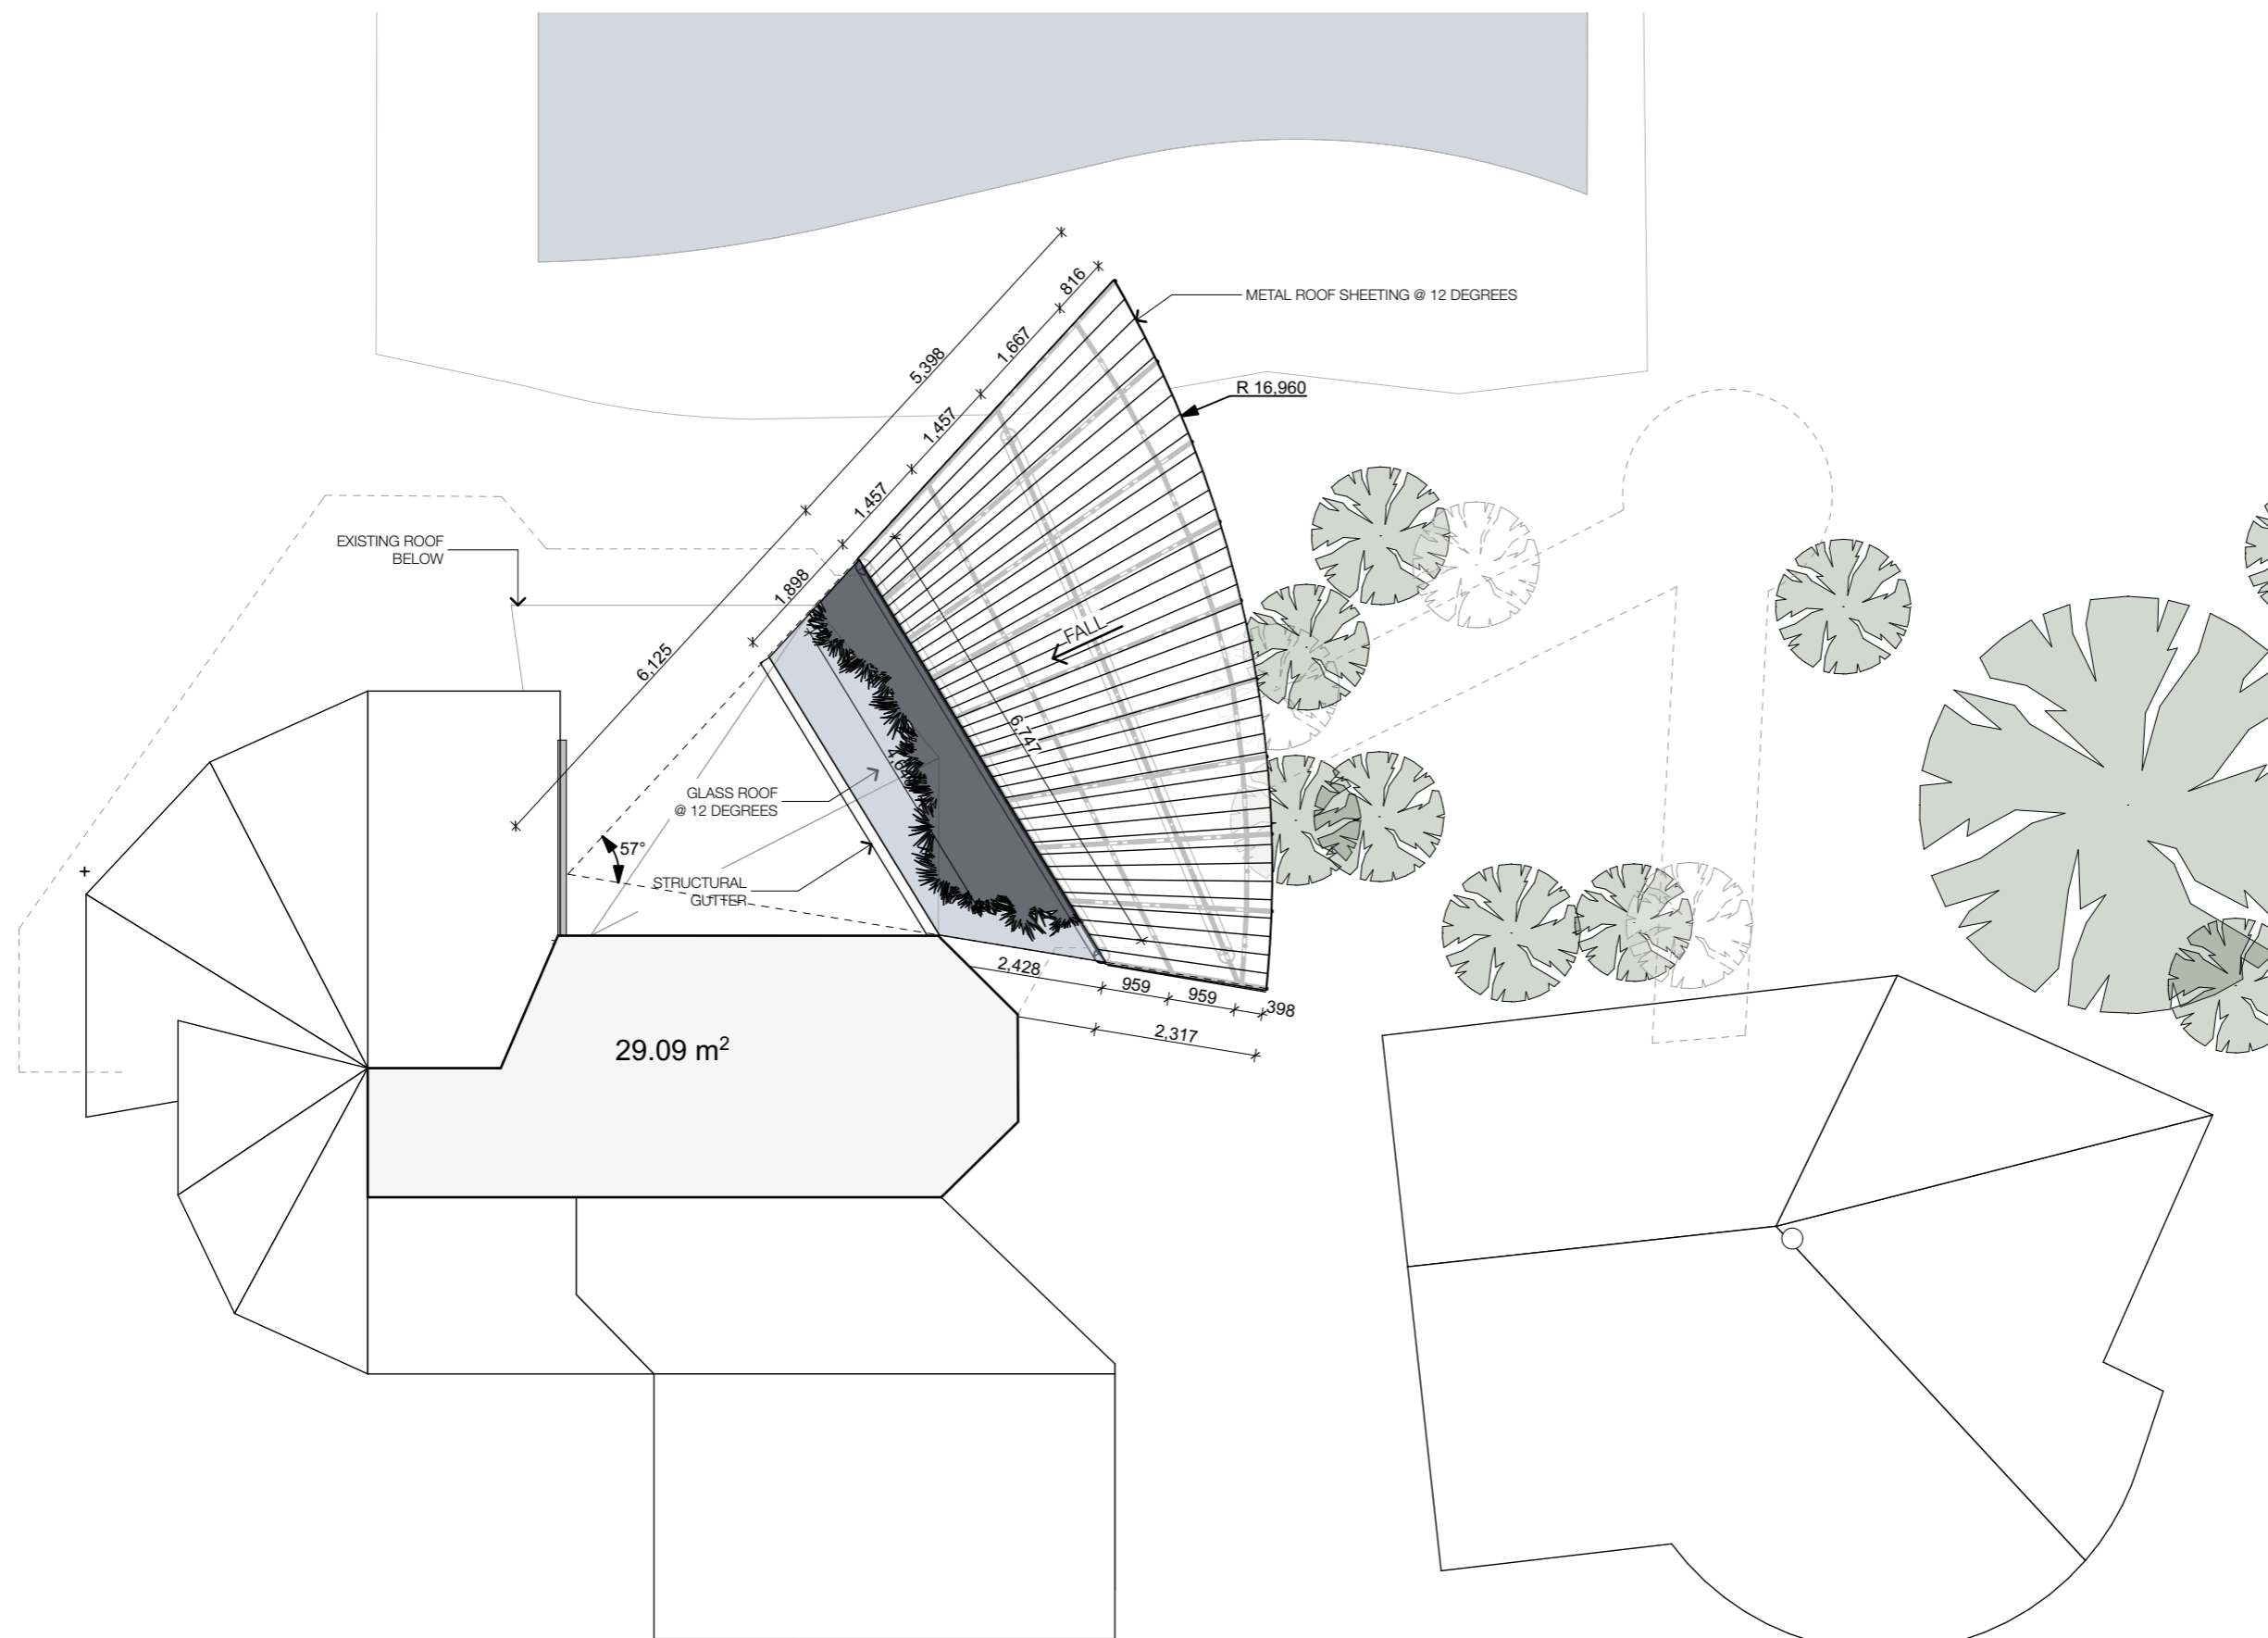 816
METAL ROOF SHEETING @ 12 DEGREES
1,667
5,398
R 16,960
1,457
1,457
EXISTING ROOF
BELOW
1,898
FALL
6,125
6,747
GLASS ROOF
@ 12 DEGREES
57°
STRUCTURAL
GUTTER
2,428
959
959
398
2,317
29.09 m²